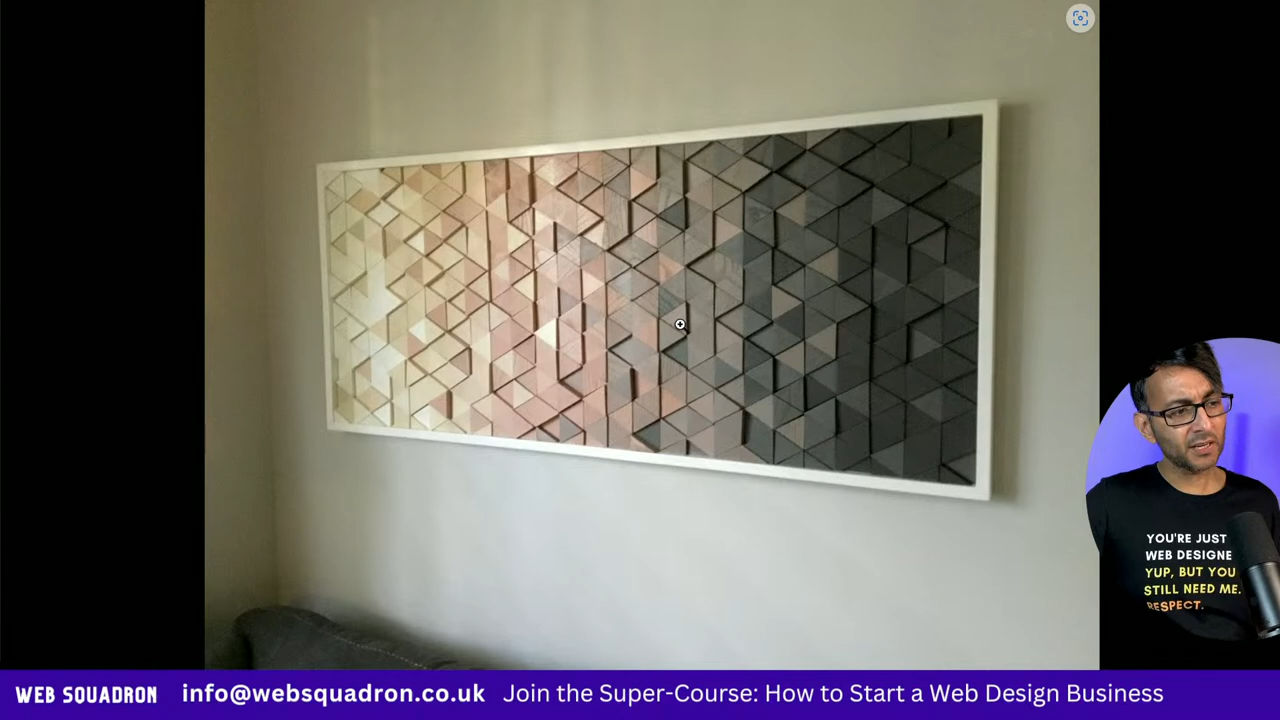 YOU'RE JUST
WEB DESIGNE
YUP, BUT YOU
STILL NEED ME.
RESPECT.
WEB SQUADRON info@websquadron.co.uk Join the Super-Course: How to Start a Web Design Business